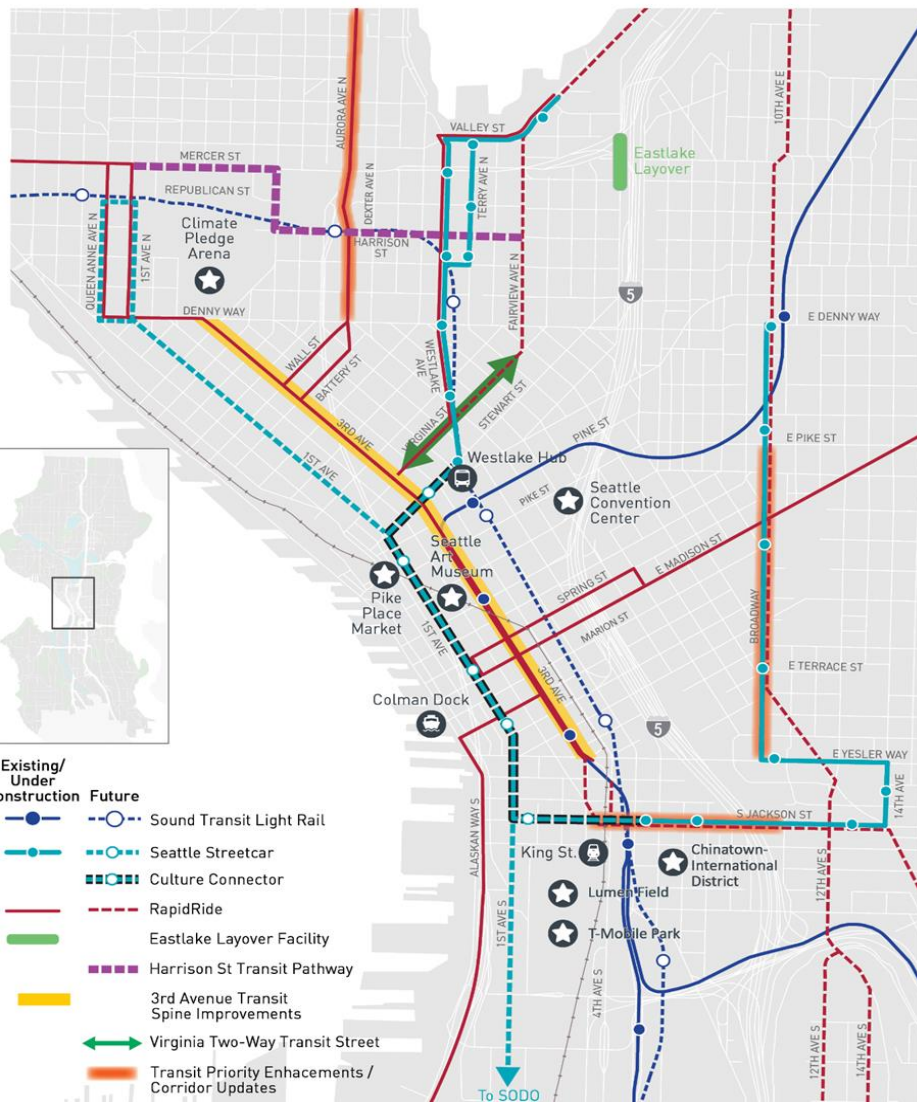 VALLEY ST
10TH AVE E
AURORA AVE N
MERCER ST
DEXTER AVE N
TERRY AVE N
Eastlake
Layover
REPUBLICAN ST
Climate
Pledge
Arena
HARRISON
ST
QUEEN ANNE AVE N
1ST AVE N
FAIRVIEW AVE N
5
DENNY WAY
E DENNY WAY
WALL ST
BATTERY ST
WESTLAKE
AVE
VIRGINIA ST
STEWART ST
3RD AVE
PINE ST
E PIKE ST
1ST AVE
Westlake Hub
PIKE ST
Seattle
Convention
Center
Seattle
Art
Museum
E MADISON ST
SPRING ST
Pike
Place
Market
MARION ST
BROADWAY
1ST AVE
3RD AVE
E TERRACE ST
Colman Dock
5
E YESLER WAY
14TH AVE
S JACKSON ST
ALASKAN WAY S
King St.
Chinatown-
International
District
Lumen Field
T-Mobile Park
12TH AVE S
1ST AVE S
4TH AVE S
12TH AVE S
14TH AVE S
To SODO
Existing/
Under
onstruction Future
Sound Transit Light Rail
Seattle Streetcar
Culture Connector
RapidRide
Eastlake Layover Facility
Harrison St Transit Pathway
3rd Avenue Transit
Spine Improvements
Virginia Two-Way Transit Street
Transit Priority Enhacements /
Corridor Updates